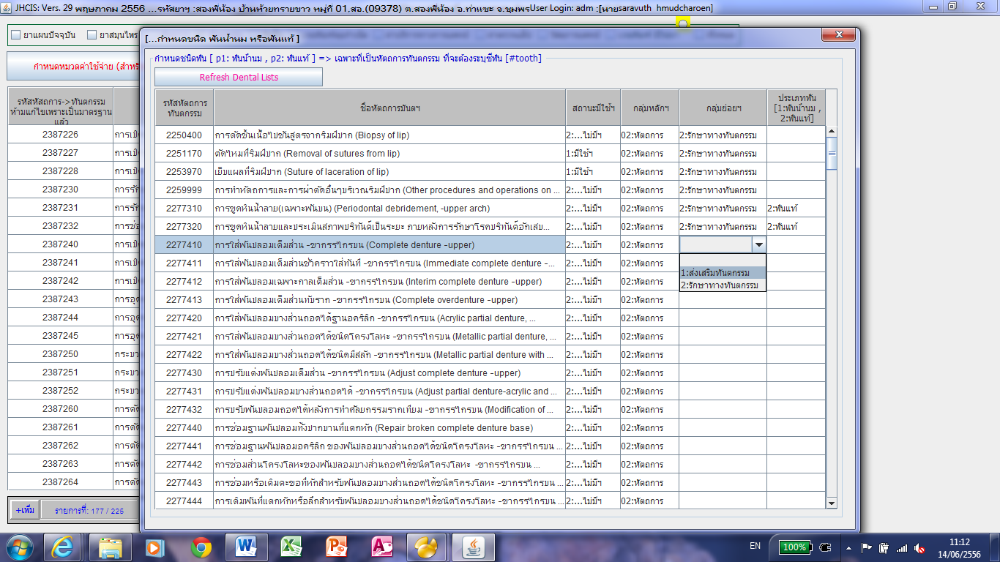 JHCIS: Vers. 29 พฤษภาคม 2556 ...รหัสยาฯ :สองพี่น้อง บ้านห้วยทรายขาว หมู่ที่ 01,สอ.(09378) ต.สองพี่น้อง อ.ท่าแซะ จ.ชุมพรUser Login: adm :[นายsaravuth hmudcharoen]
ยาแผนปัจจุบัน ยาสมุนไพร
[...กำหนดชนิด ฟันน้ำนม หรือฟันแท้ ]
กำหนดชนิดฟัน [ p1: ฟันน้ำนม , p2: ฟันแท้ ] => เฉพาะที่เป็นหัตถการทันตกรรม ที่จะต้องระบุซี่ฟัน [#tooth]
กำหนดหมวดค่าใช้จ่าย (สำหรั
Refresh Dental Lists
รหัสหัสถการ->ทันตกรรม
ห้ามแก้ไขเพราะเป็นมาตรฐาน
แล้ว
รหัสหัตถการ
ทันตกรรม
ชื่อหัตถการมันตฯ
สถานะมีใช้ฯ
กลุ่มหลักฯ
กลุ่มย่อยฯ
ประเภทฟัน
[1:ฟันน้ำนม ,
2:ฟันแท้]
2387226 การเปิ
2387227 การเปิ
2387228 การเปิ
2387230 การรัก
2387231 การรัก
2387232 การซ่อ
2387240 การเปิ
2387241 การเปิ
2387242 การเปิ
2387243 การอุด
2387244 การอุด
2387245 การอุด
2387250 กระบว
2387251 กระบว
2387252 กระบว
2387260 การตัด
2387261 การตัด
2387262 การตัด
2387263 การตัด
2387264 การตัด
+เพิ่ม รายการที่: 177 / 225
2250400 การตัดชิ้นเนื้อไปชันสูตรจากริมฝีปาก (Biopsy of lip) 2:...ไม่มีฯ 02:หัตถการ 2:รักษาทางทันตกรรม
2251170 ตัดไหมที่ริมฝีปาก (Removal of sutures from lip) 1:มีใช้ฯ 02:หัตถการ 2:รักษาทางทันตกรรม
2253970 เย็บแผลที่ริมฝีปาก (Suture of laceration of lip) 1:มีใช้ฯ 02:หัตถการ 2:รักษาทางทันตกรรม
2259999 การทำหัตถการและการผ่าตัดอื่นๆบริเวณริมฝีปาก (Other procedures and operations on ... 2:...ไม่มีฯ 02:หัตถการ 2:รักษาทางทันตกรรม
2277310 การขูดหินน้ำลาย(เฉพาะฟันบน) (Periodontal debridement, -upper arch) 2:...ไม่มีฯ 02:หัตถการ 2:รักษาทางทันตกรรม 2:ฟันแท้
2277320 การขูดหินน้ำลายและประเมินสภาพปริทันต์เป็นระยะ ภายหลังการรักษาโรคปริทันต์อักเสบ... 2:...ไม่มีฯ 02:หัตถการ 2:รักษาทางทันตกรรม 2:ฟันแท้
2277410 การใส่ฟันปลอมเต็มส่วน -ขากรรไกรบน (Complete denture -upper) 2:...ไม่มีฯ 02:หัตถการ
2277411 การใส่ฟันปลอมเต็มส่วนชั่วคราวใส่ทันที -ขากรรไกรบน (Immediate complete denture -... 2:...ไม่มีฯ 02:หัตถการ
1:ส่งเสริมทันตกรรม
2:รักษาทางทันตกรรม
2277412 การใส่ฟันปลอมเฉพาะกาลเต็มส่วน -ขากรรไกรบน (Interim complete denture -upper) 2:...ไม่มีฯ 02:หัตถการ
2277413 การใส่ฟันปลอมเต็มส่วนทับราก -ขากรรไกรบน (Complete overdenture -upper) 2:...ไม่มีฯ 02:หัตถการ
2277420 การใส่ฟันปลอมบางส่วนถอดได้ฐานอคริลิก -ขากรรไกรบน (Acrylic partial denture, ... 2:...ไม่มีฯ 02:หัตถการ
2277421 การใส่ฟันปลอมบางส่วนถอดได้ชนิดโครงโลหะ -ขากรรไกรบน (Metallic partial denture, ... 2:...ไม่มีฯ 02:หัตถการ
2277422 การใส่ฟันปลอมบางส่วนถอดได้ชนิดมีสลัก -ขากรรไกรบน (Metallic partial denture with ... 2:...ไม่มีฯ 02:หัตถการ
2277430 การปรับแต่งฟันปลอมเต็มส่วน -ขากรรไกรบน (Adjust complete denture -upper) 2:...ไม่มีฯ 02:หัตถการ
2277431 การปรับแต่งฟันปลอมบางส่วนถอดได้ -ขากรรไกรบน (Adjust partial denture-acrylic and ... 2:...ไม่มีฯ 02:หัตถการ
2277432 การปรับฟันปลอมถอดได้หลังการทำศัลยกรรมรากเทียม -ขากรรไกรบน (Modification of ... 2:...ไม่มีฯ 02:หัตถการ
2277440 การซ่อมฐานฟันปลอมทั้งปากบานที่แตกหัก (Repair broken complete denture base) 2:...ไม่มีฯ 02:หัตถการ
2277441 การซ่อมฐานฟันปลอมอคริลิก ของฟันปลอมบางส่วนถอดได้ชนิดโครงโลหะ -ขากรรไกรบน ... 2:...ไม่มีฯ 02:หัตถการ
2277442 การซ่อมส่วนโครงโลหะของฟันปลอมบางส่วนถอดได้ชนิดโครงโลหะ -ขากรรไกรบน ... 2:...ไม่มีฯ 02:หัตถการ
2277443 การซ่อมหรือเติมตะขอที่หักสำหรับฟันปลอมบางส่วนถอดได้ชนิดโครงโลหะ -ขากรรไกรบน ... 2:...ไม่มีฯ 02:หัตถการ
2277444 การเติมฟันที่แตกหักหรือสึกสำหรับฟันปลอมบางส่วนถอดได้ชนิดโครงโลหะ -ขากรรไกรบน ... 2:...ไม่มีฯ 02:หัตถการ
EN 100% 11:12
14/06/2556